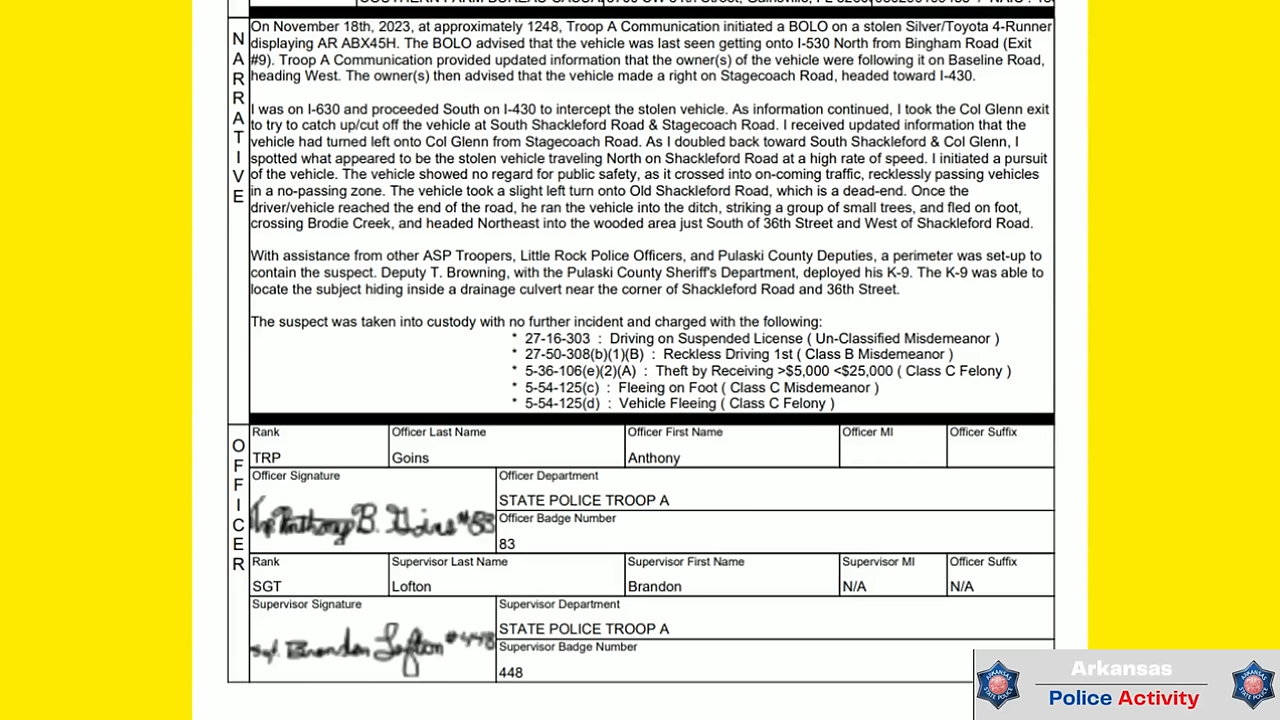 On November 18th, 2023, at approximately 1248, Troop A Communication initiated a BOLO on a stolen Silver/Toyota 4-Runner
displaying AR ABX45H. The BOLO advised that the vehicle was last seen getting onto I-530 North from Bingham Road (Exit
#9). Troop A Communication provided updated information that the owner(s) of the vehicle were following it on Baseline Road,
heading West. The owner(s) then advised that the vehicle made a right on Stagecoach Road, headed toward I-430.
I was on I-630 and proceeded South on I-430 to intercept the stolen vehicle. As information continued, I took the Col Glenn exit
to try to catch up/cut off the vehicle at South Shackleford Road & Stagecoach Road. I received updated information that the
vehicle had turned left onto Col Glenn from Stagecoach Road. As I doubled back toward South Shackleford & Col Glenn, I
spotted what appeared to be the stolen vehicle traveling North on Shackleford Road at a high rate of speed. I initiated a pursuit
of the vehicle. The vehicle showed no regard for public safety, as it crossed into on-coming traffic, recklessly passing vehicles
in a no-passing zone. The vehicle took a slight left turn onto Old Shackleford Road, which is a dead-end. Once the
driver/vehicle reached the end of the road, he ran the vehicle into the ditch, striking a group of small trees, and fled on foot,
crossing Brodie Creek, and headed Northeast into the wooded area just South of 36th Street and West of Shackleford Road.
With assistance from other ASP Troopers, Little Rock Police Officers, and Pulaski County Deputies, a perimeter was set-up to
contain the suspect. Deputy T. Browning, with the Pulaski County Sheriff's Department, deployed his K-9. The K-9 was able to
locate the subject hiding inside a drainage culvert near the corner of Shackleford Road and 36th Street.
The suspect was taken into custody with no further incident and charged with the following:
* 27-16-303 : Driving on Suspended License ( Un-Classified Misdemeanor )
* 27-50-308(b)(1)(B) : Reckless Driving 1st ( Class B Misdemeanor )
* 5-36-106(e)(2)(A) : Theft by Receiving >$5,000 <$25,000 ( Class C Felony )
* 5-54-125(c) : Fleeing on Foot ( Class C Misdemeanor )
* 5-54-125(d) : Vehicle Fleeing ( Class C Felony )
NARRATIVE
OFFICER
Rank Officer Last Name Officer First Name Officer MI Officer Suffix
TRP Goins Anthony
Officer Signature Officer Department
STATE POLICE TROOP A
Anthony B. Goins #83
Officer Badge Number
83
Rank Supervisor Last Name Supervisor First Name Supervisor MI Officer Suffix
SGT Lofton Brandon N/A N/A
Supervisor Signature Supervisor Department
STATE POLICE TROOP A
Sgt. Brandon Lofton #448
Supervisor Badge Number
448
Arkansas
Police Activity